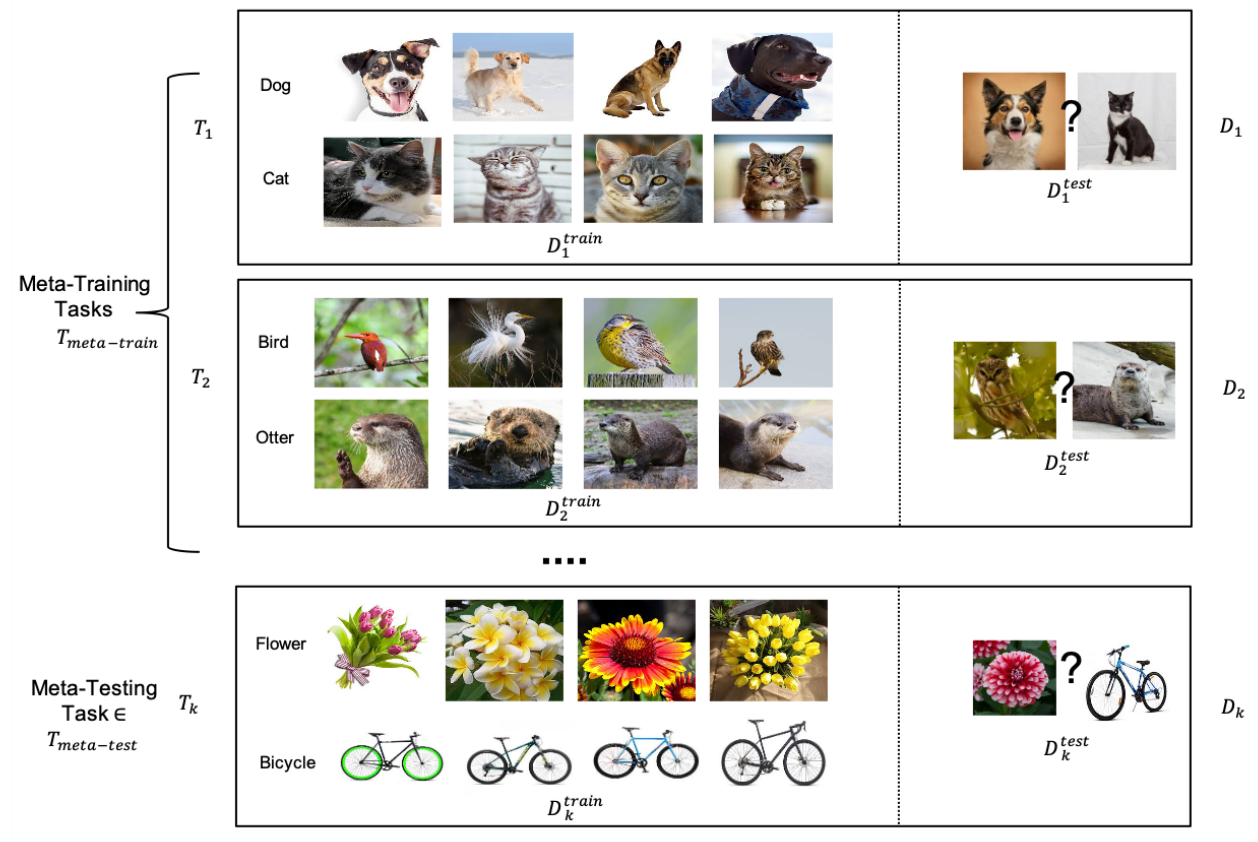 Dog
?
T₁
D₁
Cat
D₁ᵗᵉˢᵗ
D₁ᵗʳᵃⁱⁿ
Meta-Training
Tasks
Tₘₑₜₐ₋ₜᵣₐᵢₙ
Bird
T₂
?
D₂
Otter
D₂ᵗᵉˢᵗ
D₂ᵗʳᵃⁱⁿ
....
Flower
?
Meta-Testing
Task ∈
Tₘₑₜₐ₋ₜₑₛₜ
Tₖ
Dₖ
Dₖᵗᵉˢᵗ
Bicycle
Dₖᵗʳᵃⁱⁿ